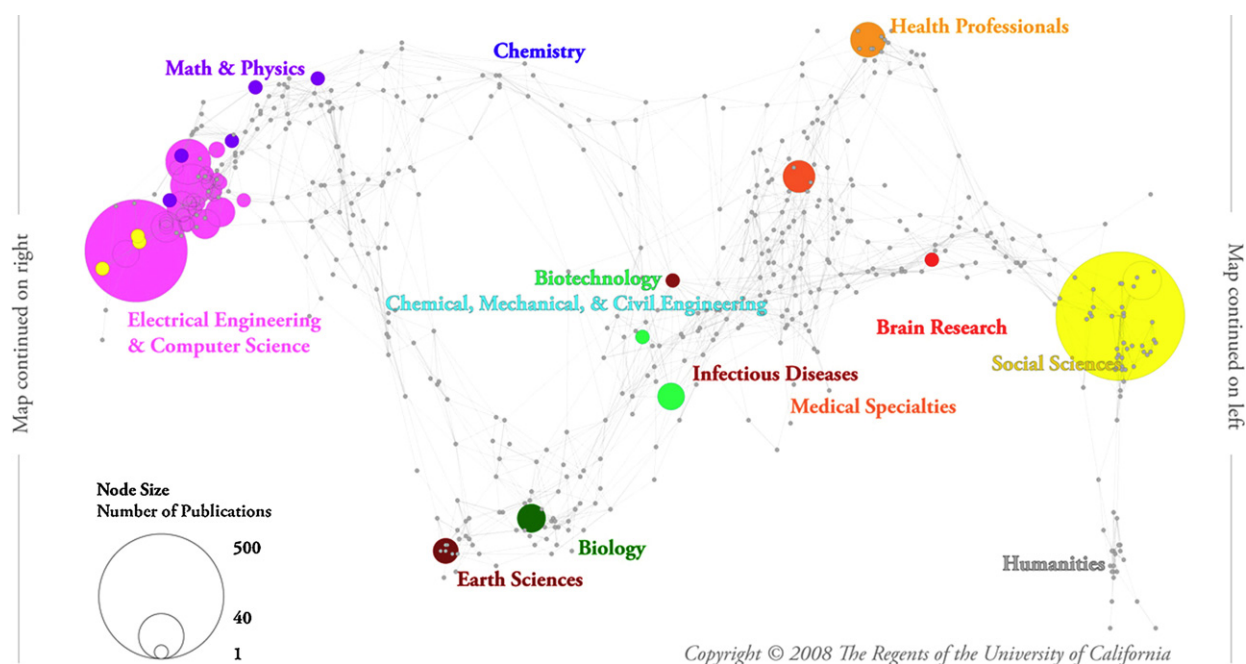 Health Professionals
Chemistry
Math & Physics
Map continued on right
Map continued on left
Biotechnology
Chemical, Mechanical, & Civil Engineering
Electrical Engineering
& Computer Science
Brain Research
Social Sciences
Infectious Diseases
Medical Specialties
Node Size
Number of Publications
500
40
1
Biology
Earth Sciences
Humanities
Copyright © 2008 The Regents of the University of California